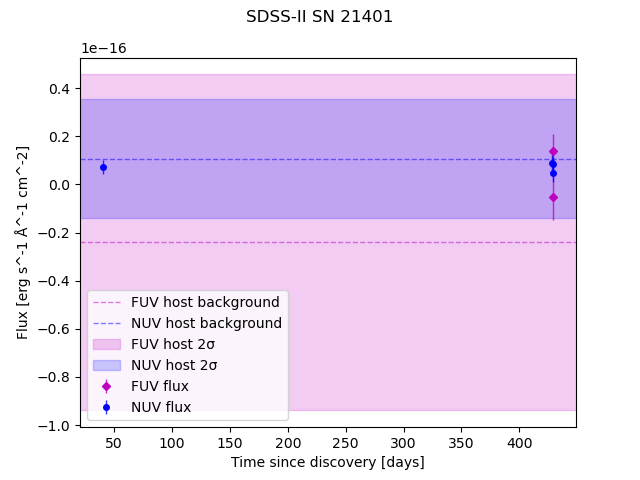 SDSS-II SN 21401
1e−16
0.4
0.2
0.0
−0.2
−0.4
−0.6
−0.8
−1.0
Flux [erg s^-1 Å^-1 cm^-2]
FUV host background
NUV host background
FUV host 2σ
NUV host 2σ
FUV flux
NUV flux
50 100 150 200 250 300 350 400
Time since discovery [days]